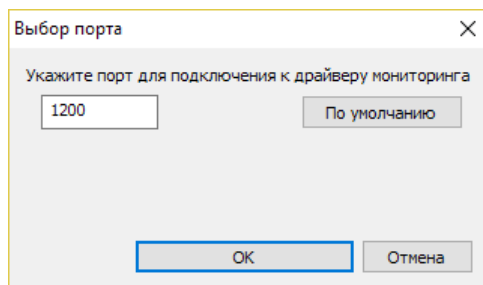 Выбор порта
Укажите порт для подключения к драйверу мониторинга
1200 По умолчанию
OK Отмена